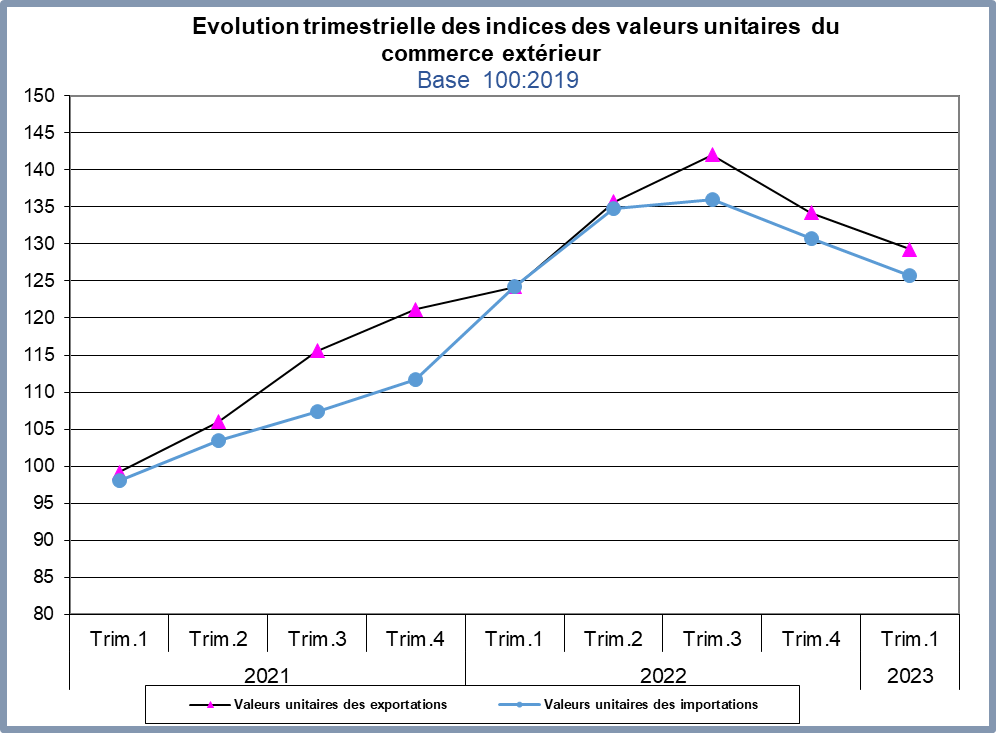 Evolution trimestrielle des indices des valeurs unitaires du
commerce extérieur
Base 100:2019
150
145
140
135
130
125
120
115
110
105
100
95
90
85
80
Trim.1 Trim.2 Trim.3 Trim.4 Trim.1 Trim.2 Trim.3 Trim.4 Trim.1
2021 2022 2023
Valeurs unitaires des exportations Valeurs unitaires des importations